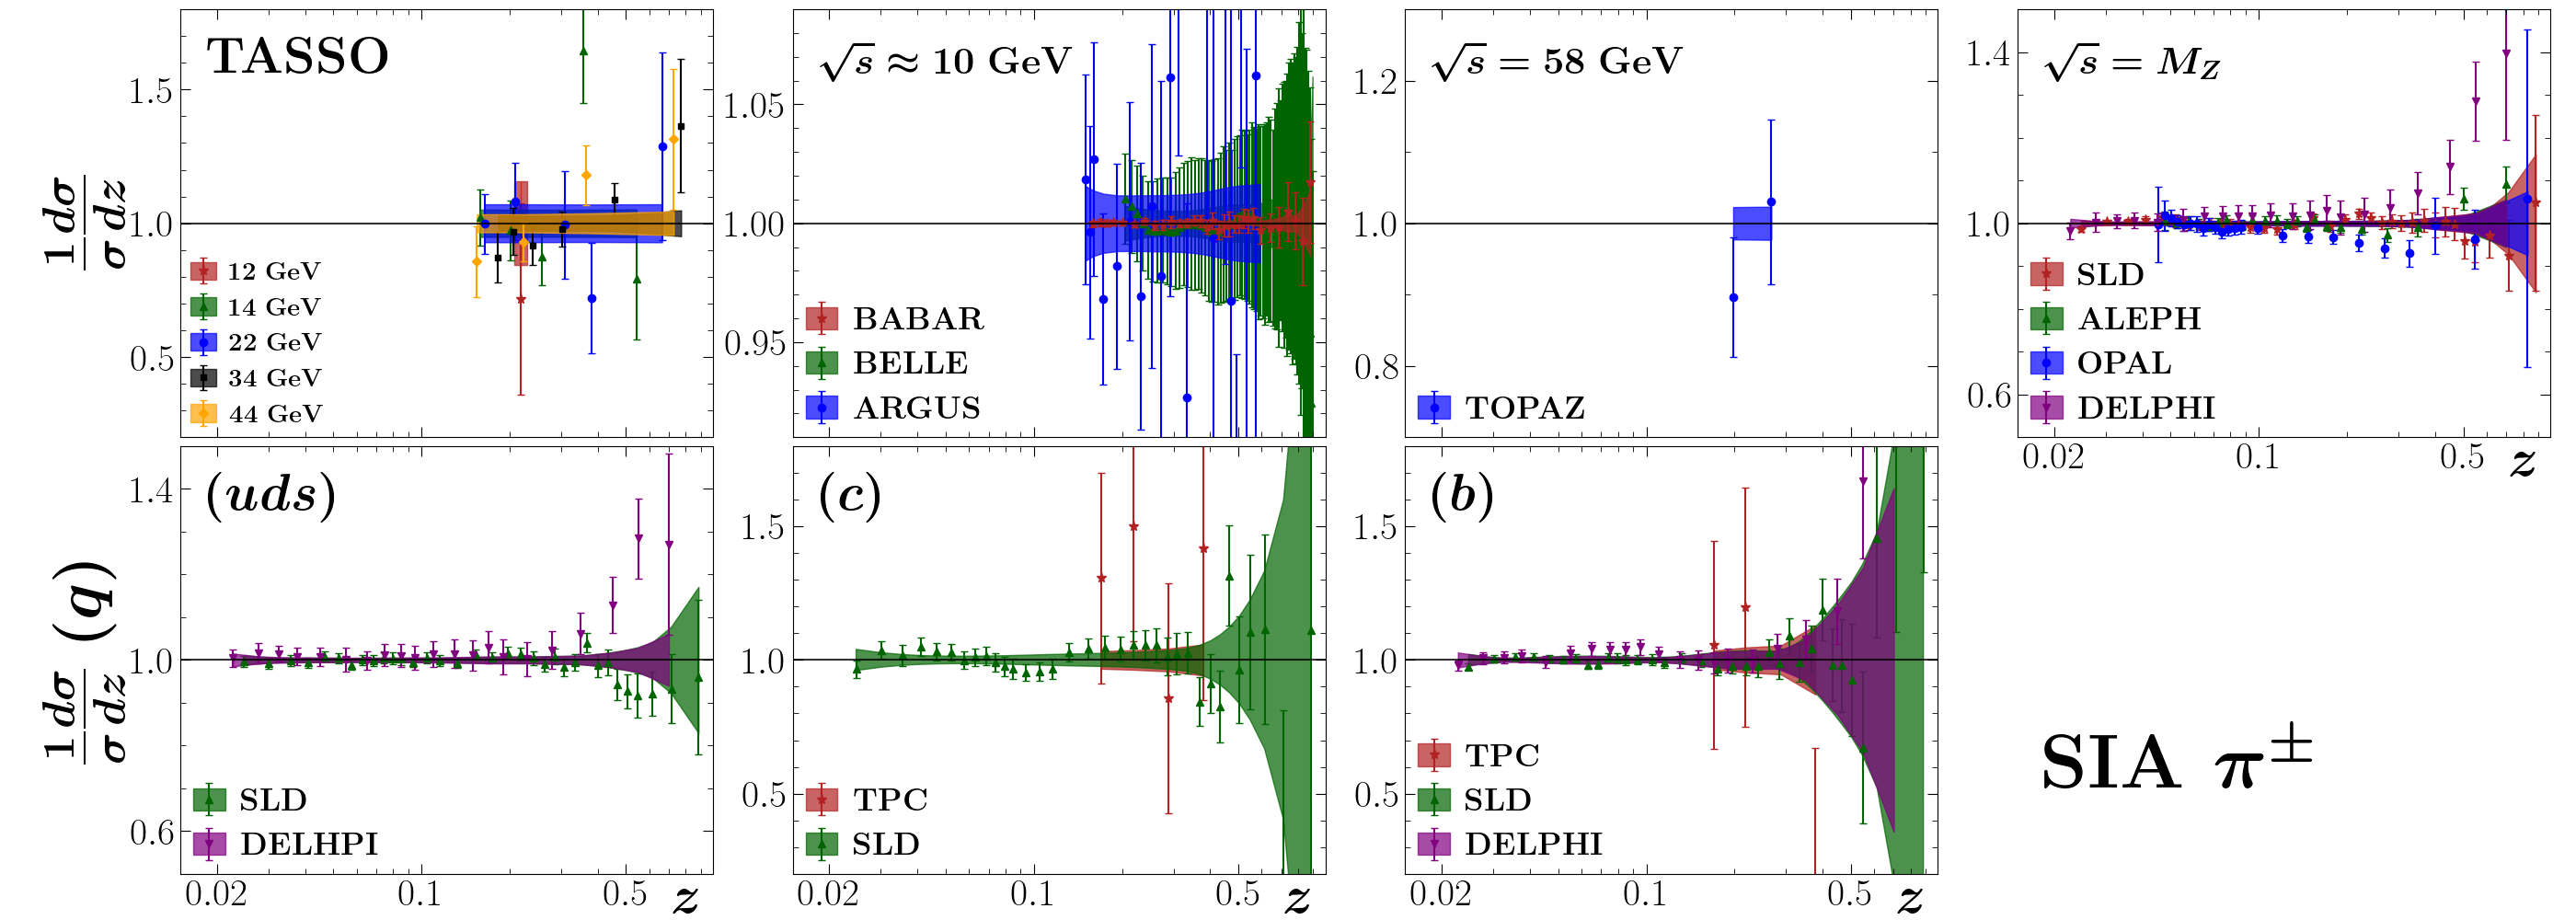 TASSO
1.5
1.0
0.5
12 GeV
14 GeV
22 GeV
34 GeV
44 GeV
1 dσ
σ dz
√s ≈ 10 GeV
1.05
1.00
0.95
BABAR
BELLE
ARGUS
√s = 58 GeV
1.2
1.0
0.8
TOPAZ
√s = M_Z
1.4
1.0
0.6
SLD
ALEPH
OPAL
DELPHI
0.02 0.1 0.5 z
(uds)
1.4
1.0
0.6
SLD
DELHPI
0.02 0.1 0.5 z
1 dσ
σ dz (q)
(c)
1.5
1.0
0.5
TPC
SLD
0.02 0.1 0.5 z
(b)
1.5
1.0
0.5
TPC
SLD
DELPHI
0.02 0.1 0.5 z
SIA π±